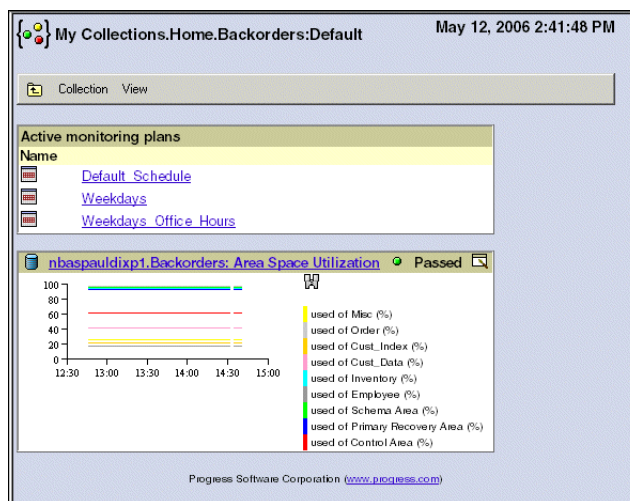 My Collections.Home.Backorders:Default
May 12, 2006 2:41:48 PM
Collection View
Active monitoring plans
Name
Default_Schedule
Weekdays
Weekdays_Office_Hours
nbaspauldixp1.Backorders: Area Space Utilization Passed
100
80
60
40
20
0
12:30 13:00 13:30 14:00 14:30 15:00
used of Misc (%)
used of Order (%)
used of Cust_Index (%)
used of Cust_Data (%)
used of Inventory (%)
used of Employee (%)
used of Schema Area (%)
used of Primary Recovery Area (%)
used of Control Area (%)
Progress Software Corporation (www.progress.com)